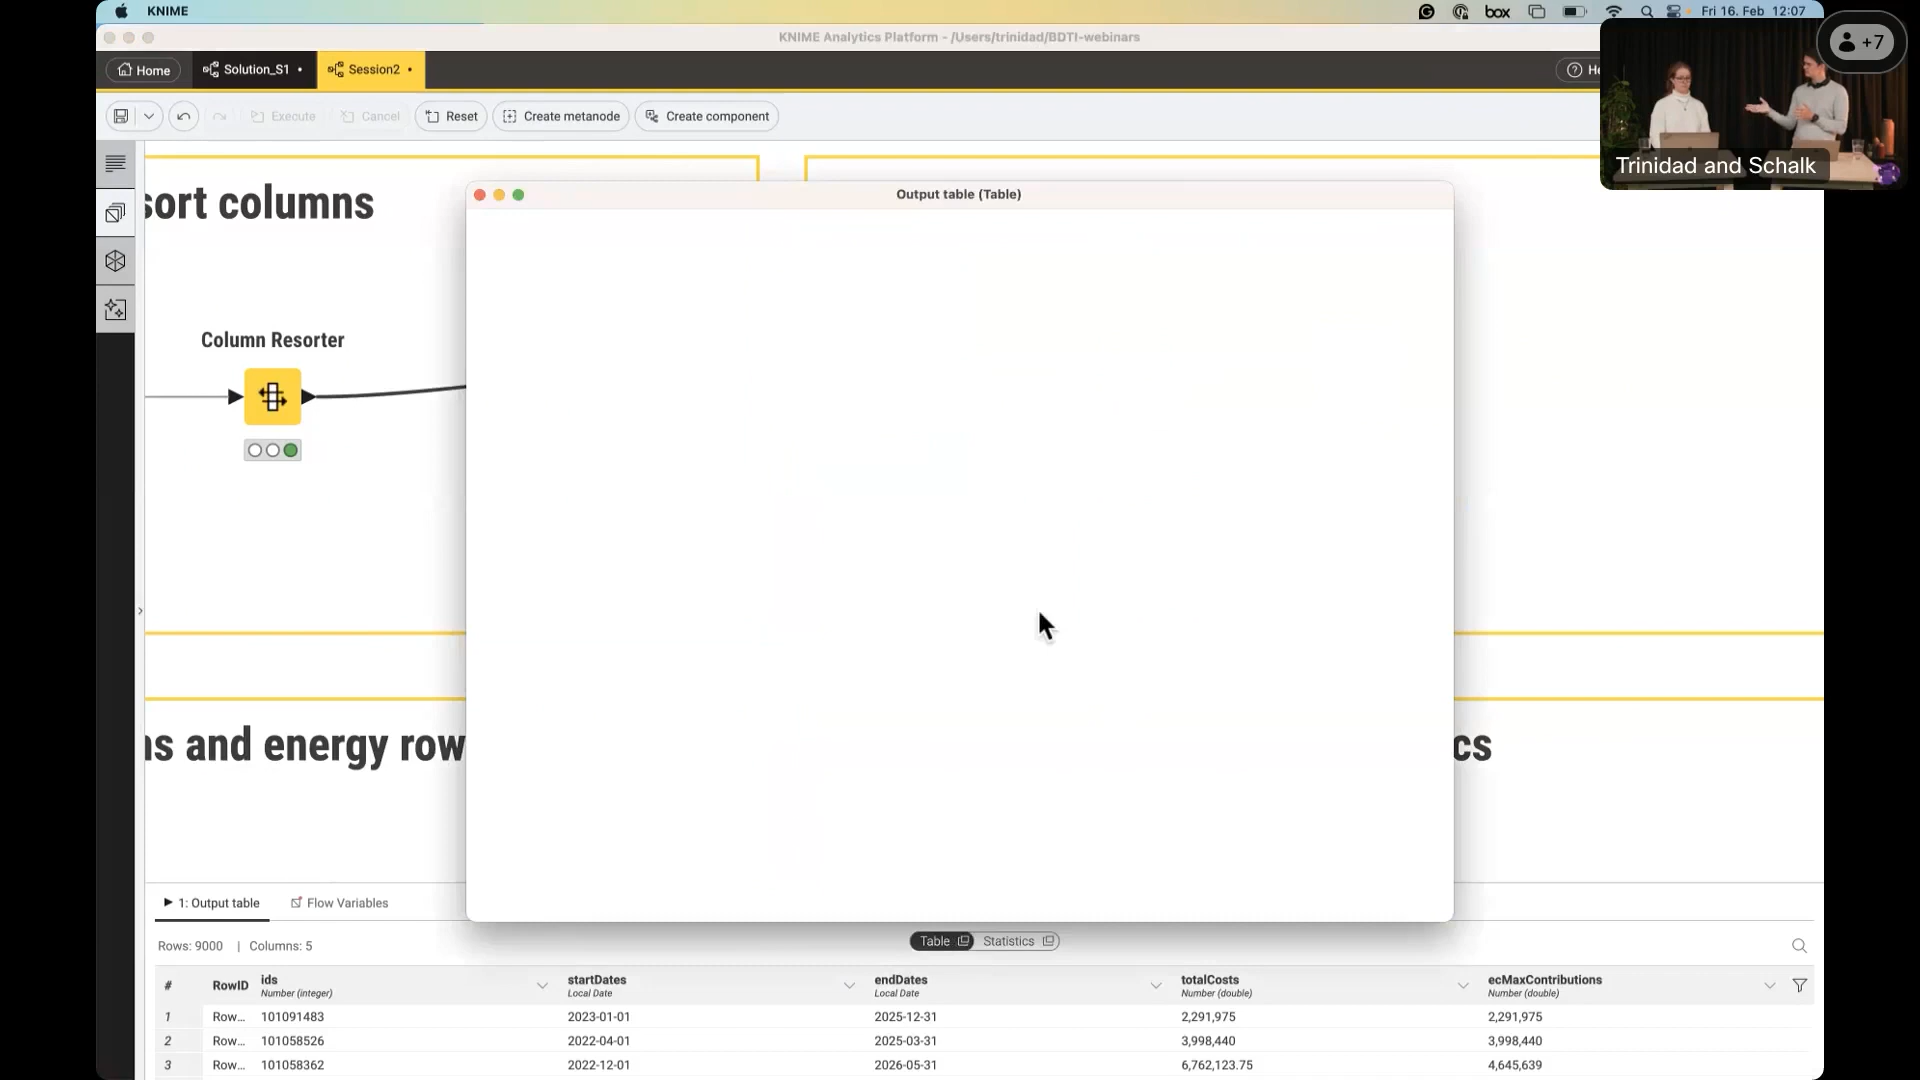 KNIME
box
Fri 16. Feb 12:07
KNIME Analytics Platform - /Users/trinidad/BDTI-webinars
+7
Home
Solution_S1 •
Session2 •
He
Execute
Cancel
Reset
Create metanode
Create component
Trinidad and Schalk
sort columns
Output table (Table)
Column Resorter
ns and energy row
cs
1: Output table
Flow Variables
Rows: 9000 | Columns: 5
Table
Statistics
# RowID ids startDates endDates totalCosts ecMaxContributions
Number (integer) Local Date Local Date Number (double) Number (double)
1 Row... 101091483 2023-01-01 2025-12-31 2,291,975 2,291,975
2 Row... 101058526 2022-04-01 2025-03-31 3,998,440 3,998,440
3 Row... 101058362 2022-12-01 2026-05-31 6,762,123.75 4,645,639